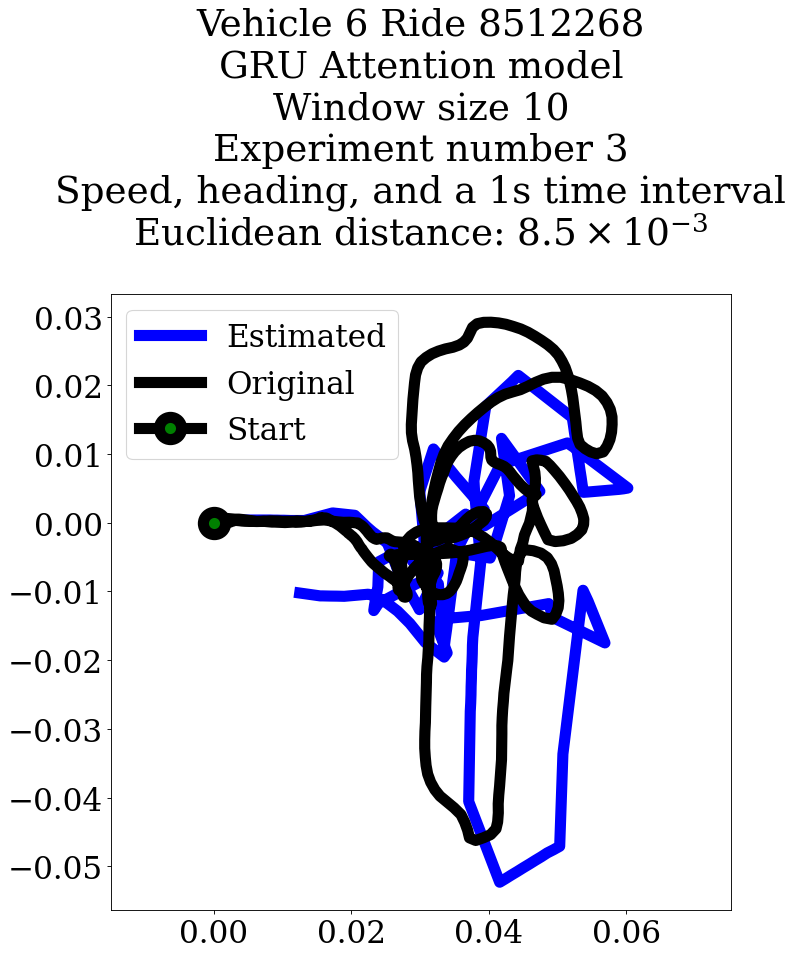 Vehicle 6 Ride 8512268
GRU Attention model
Window size 10
Experiment number 3
Speed, heading, and a 1s time interval
Euclidean distance: 8.5 × 10⁻³
Estimated
Original
Start
0.03
0.02
0.01
0.00
−0.01
−0.02
−0.03
−0.04
−0.05
0.00 0.02 0.04 0.06